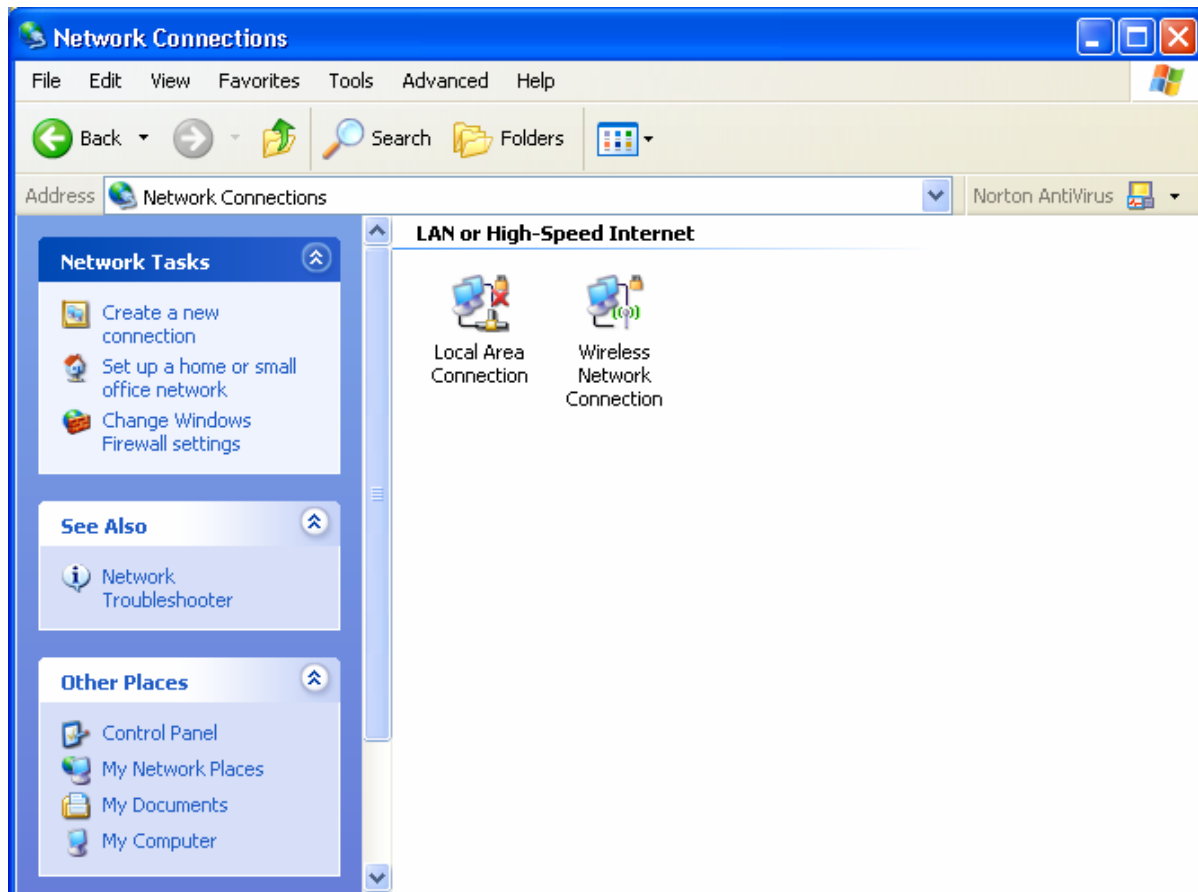 Network Connections
File Edit View Favorites Tools Advanced Help
Back Search Folders
Address Network Connections Norton AntiVirus
Network Tasks
Create a new
connection
Set up a home or small
office network
Change Windows
Firewall settings
See Also
Network
Troubleshooter
Other Places
Control Panel
My Network Places
My Documents
My Computer
LAN or High-Speed Internet
Local Area
Connection
Wireless
Network
Connection